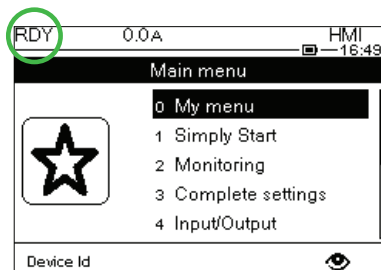 RDY 0.0A HMI
16:49
Main menu
0 My menu
1 Simply Start
2 Monitoring
3 Complete settings
4 Input/Output
Device Id